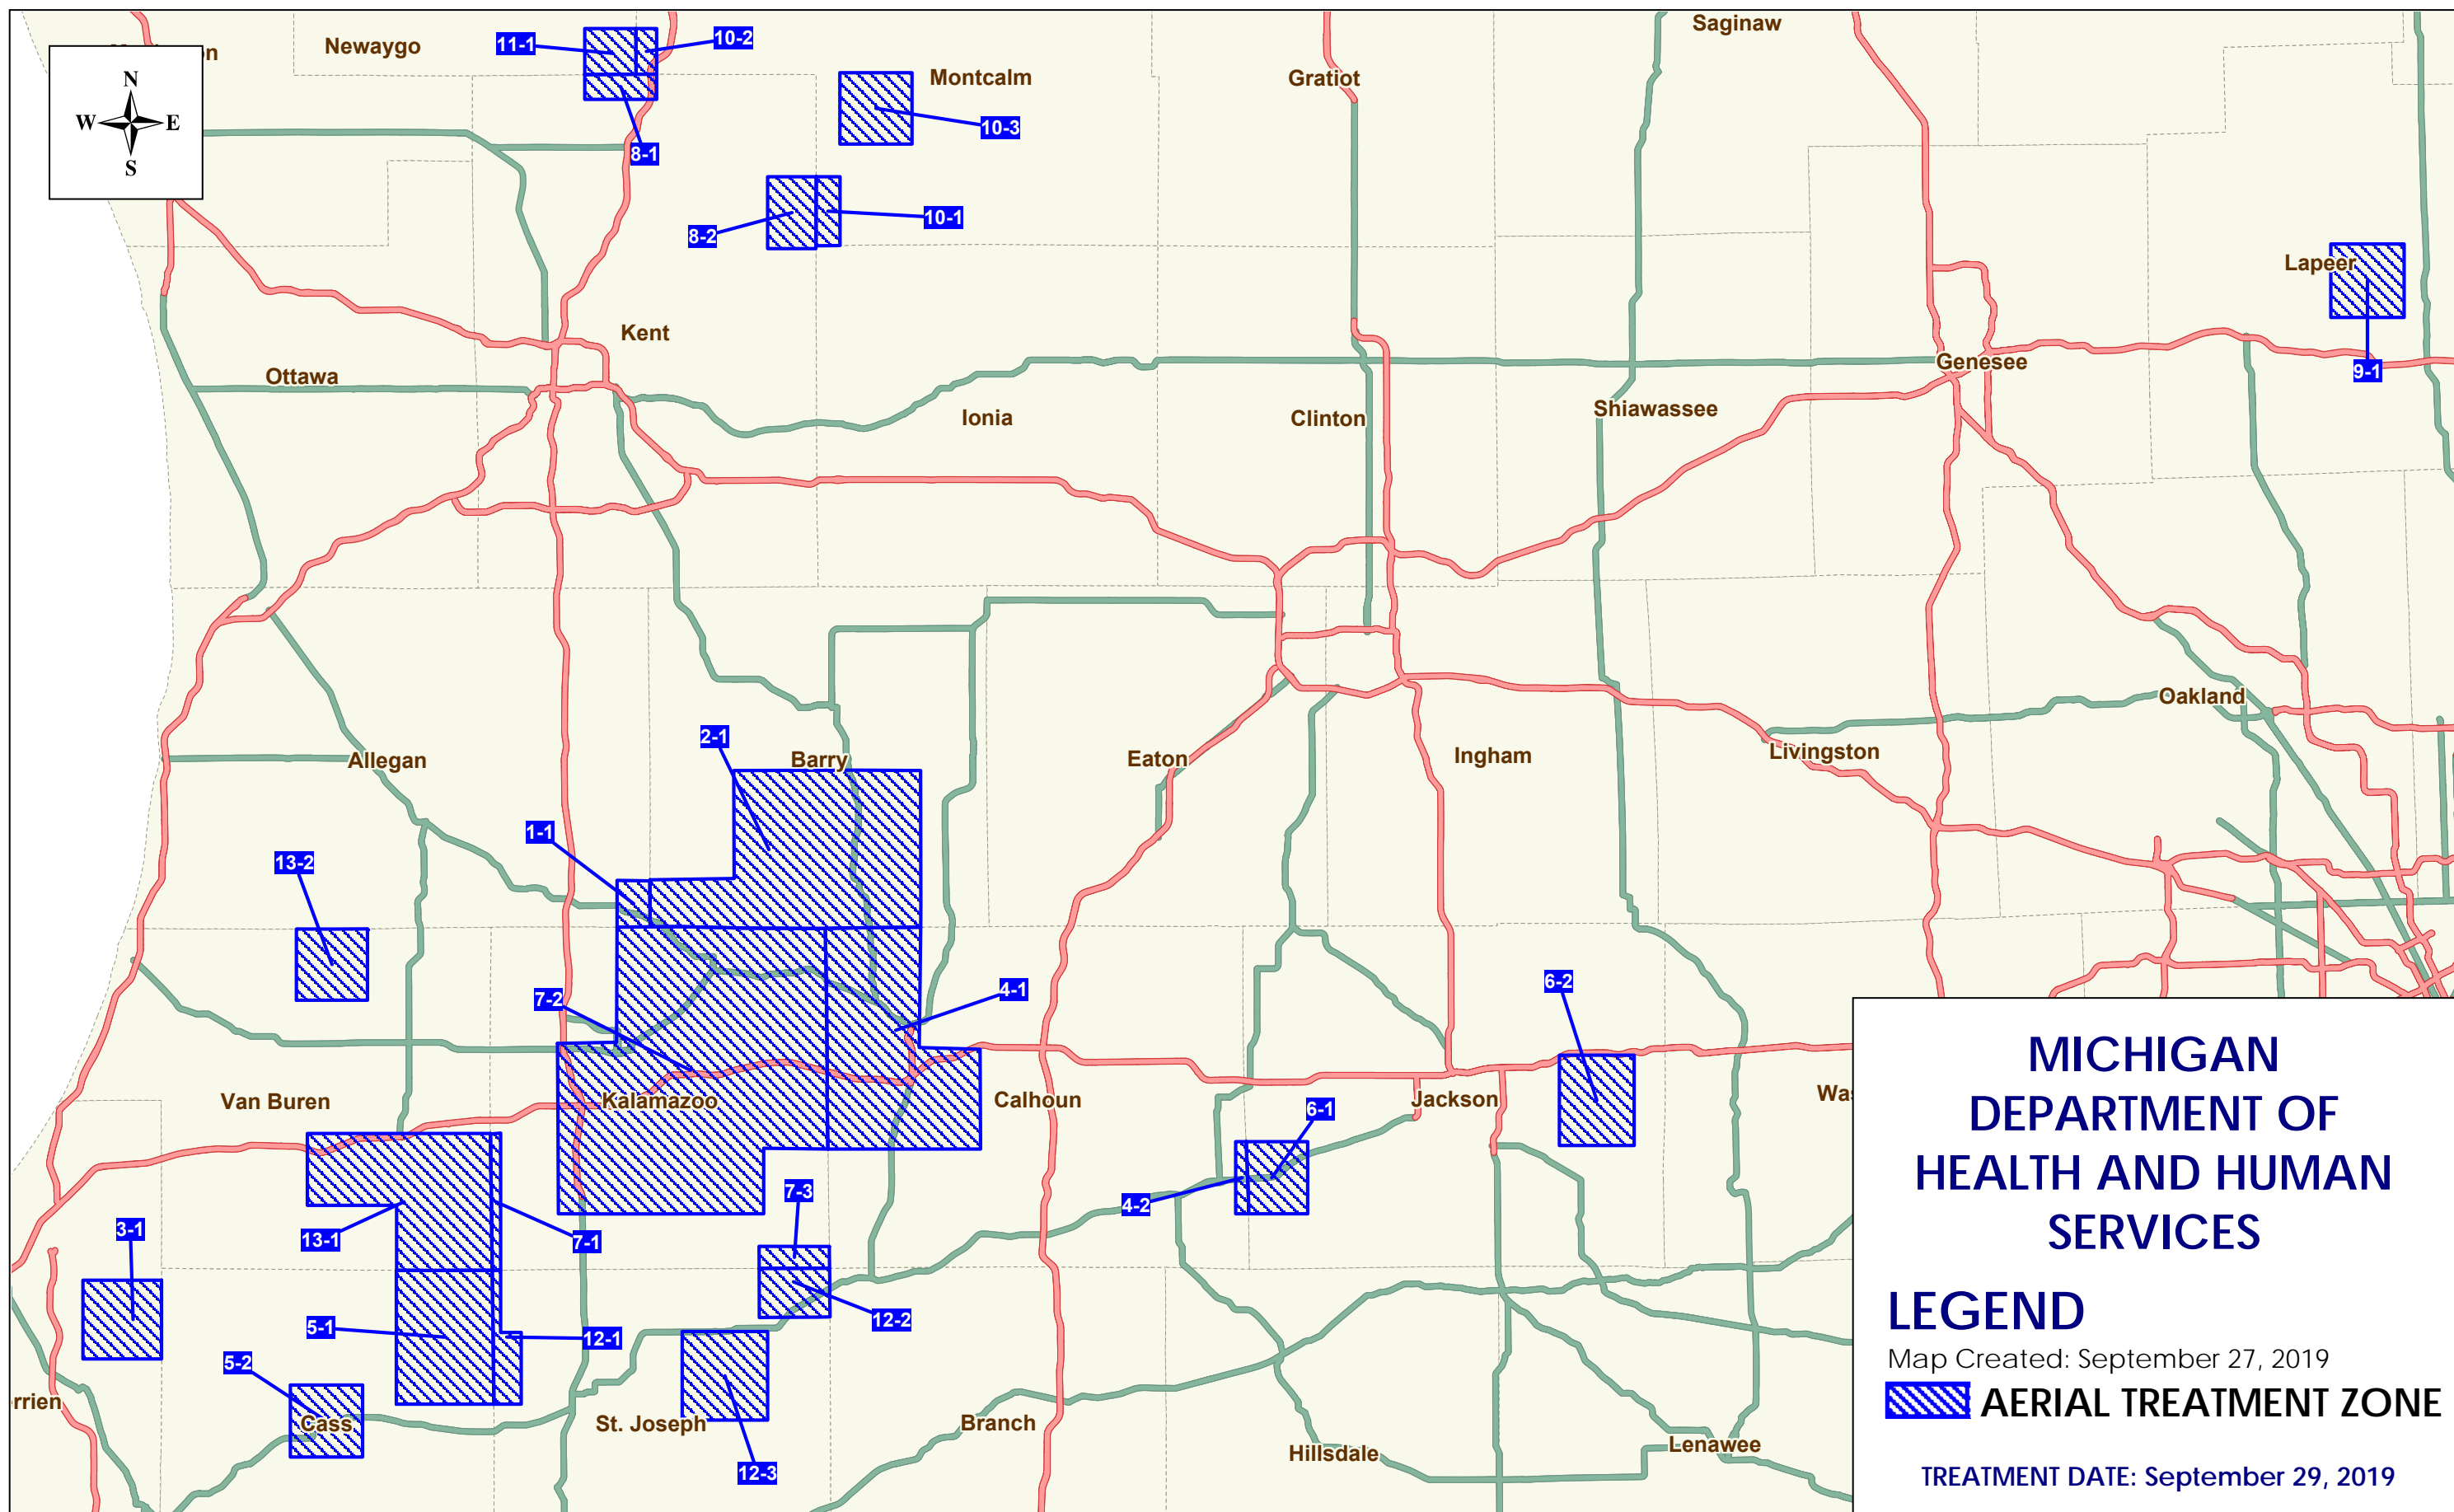 Saginaw
Newaygo
11-1
10-2
Montcalm
Gratiot
N
W
E
S
10-3
8-1
8-2
10-1
Lapeer
Kent
Genesee
9-1
Ottawa
Ionia
Clinton
Shiawassee
Oakland
2-1
Allegan
Barry
Eaton
Ingham
Livingston
1-1
13-2
7-2
4-1
6-2
Van Buren
Kalamazoo
Calhoun
Jackson
6-1
4-2
7-3
3-1
13-1
7-1
5-1
12-1
12-2
5-2
Cass
St. Joseph
Branch
12-3
Hillsdale
Lenawee
MICHIGAN
DEPARTMENT OF
HEALTH AND HUMAN
SERVICES
LEGEND
Map Created: September 27, 2019
AERIAL TREATMENT ZONE
TREATMENT DATE: September 29, 2019